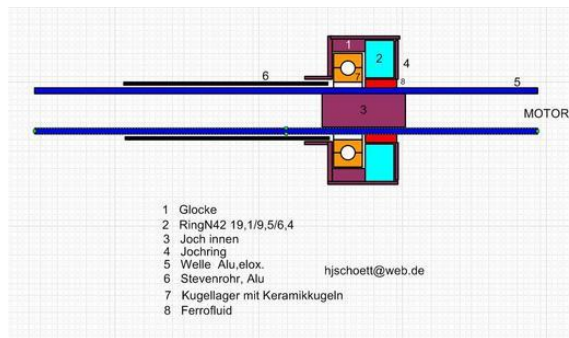 1
2
4
7
8
6
5
3
MOTOR
1 Glocke
2 RingN42 19,1/9,5/6,4
3 Joch innen
4 Jochring
5 Welle Alu,elox.
6 Stevenrohr, Alu
7 Kugellager mit Keramikkugeln
8 Ferrofluid
hjschoett@web.de